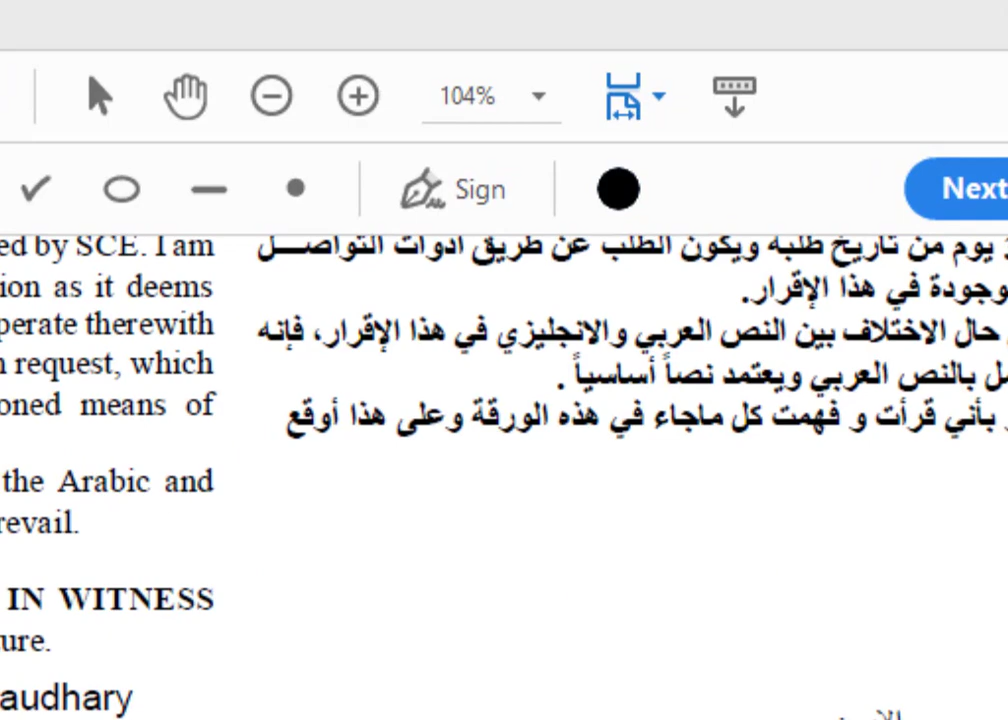 104%
Sign
Next
ed by SCE. I am
ion as it deems
perate therewith
request, which
oned means of
the Arabic and
revail.
IN WITNESS
ure.
audhary
يوم من تاريخ طلبه ويكون الطلب عن طريق ادوات التواصل
وجودة في هذا الإقرار.
حال الاختلاف بين النص العربي والانجليزي في هذا الإقرار، فإنه
بالنص العربي ويعتمد نصاً أساسياً .
بأني قرأت و فهمت كل ماجاء في هذه الورقة وعلى هذا أوقع